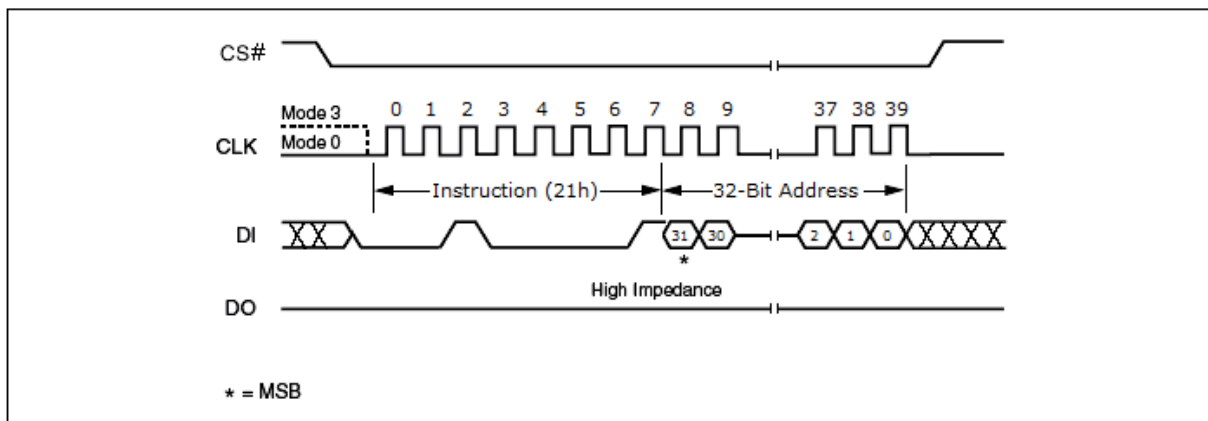 CS#
Mode 3
0 1 2 3 4 5 6 7 8 9 37 38 39
CLK
Mode 0
Instruction (21h)
32-Bit Address
DI
31 30 2 1 0
*
High Impedance
DO
* = MSB